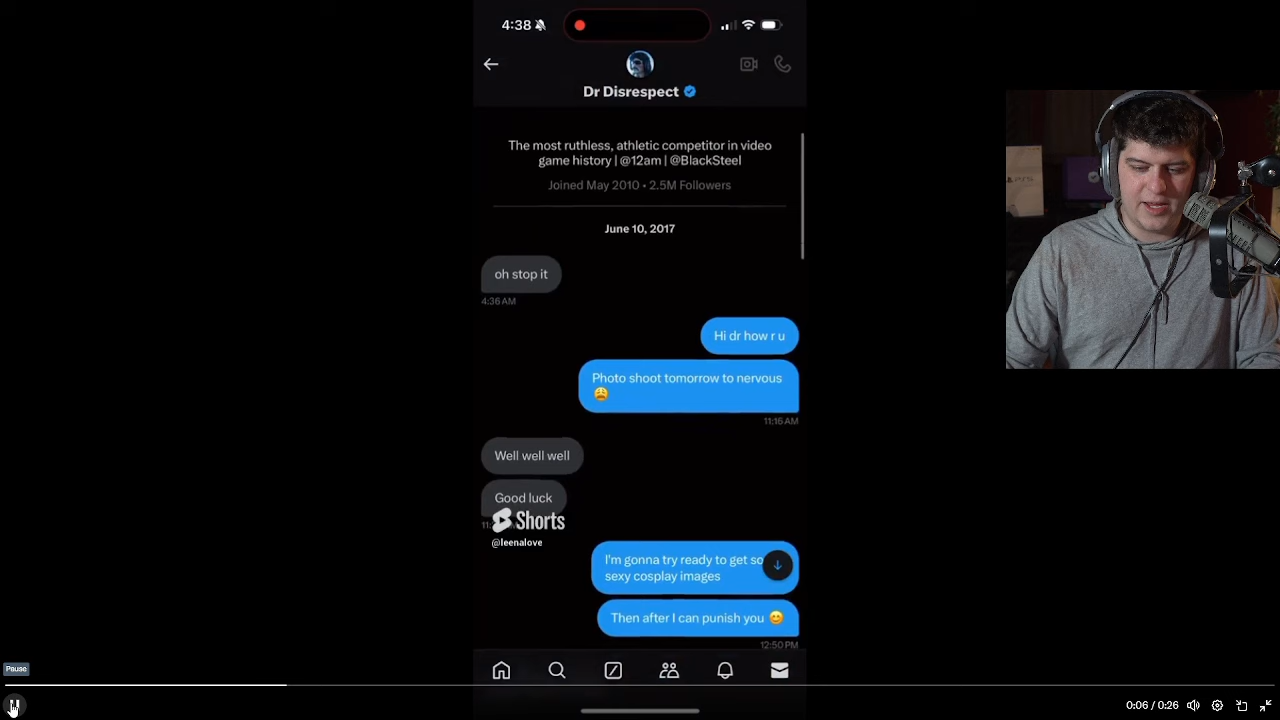 4:38
Dr Disrespect
The most ruthless, athletic competitor in video
game history | @12am | @BlackSteel
Joined May 2010 • 2.5M Followers
June 10, 2017
oh stop it
4:36 AM
Hi dr how r u
Photo shoot tomorrow to nervous
😩
11:16 AM
Well well well
Good luck
Shorts
@leenalove
I'm gonna try ready to get so
sexy cosplay images
Then after I can punish you 😊
12:50 PM
Pause
0:06 / 0:26